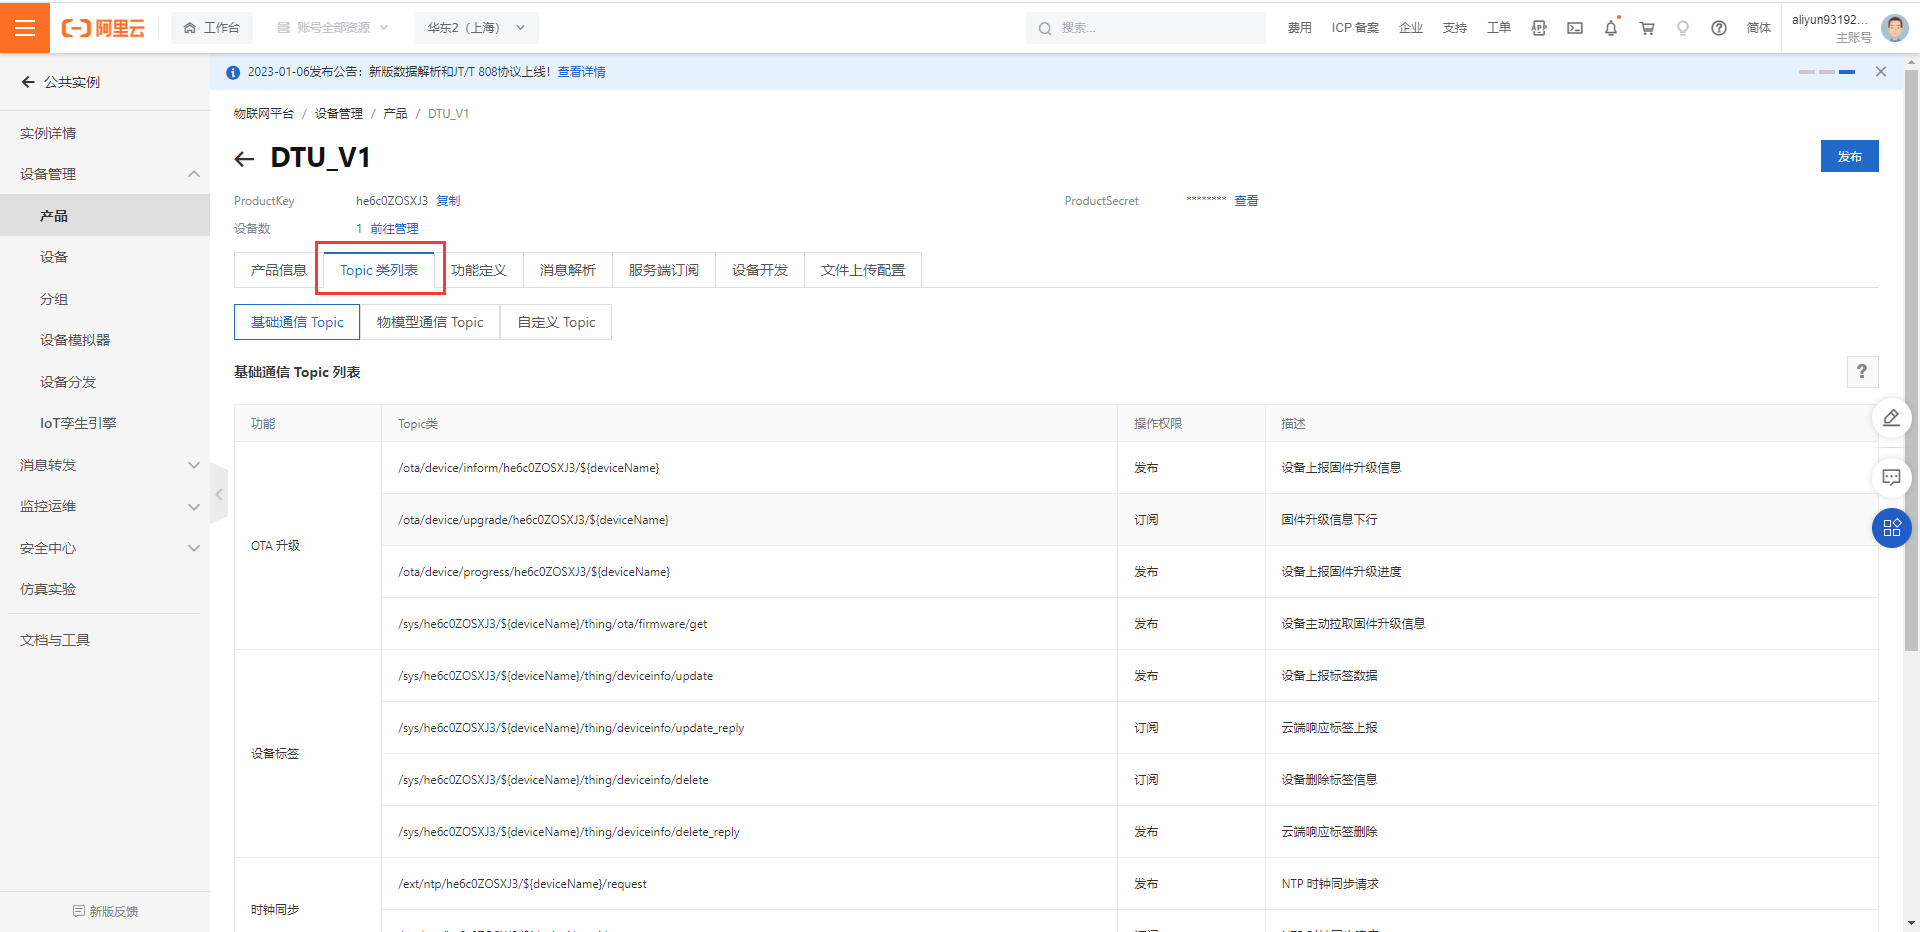 阿里云
工作台
账号全部资源
华东2（上海）
搜索...
费用
ICP 备案
企业
支持
工单
简体
aliyun93192...
主账号
公共实例
实例详情
设备管理
产品
设备
分组
设备模拟器
设备分发
IoT孪生引擎
消息转发
监控运维
安全中心
仿真实验
文档与工具
新版反馈
2023-01-06发布公告：新版数据解析和JT/T 808协议上线！ 查看详情
物联网平台 / 设备管理 / 产品 / DTU_V1
DTU_V1
发布
ProductKey he6c0ZOSXJ3 复制
ProductSecret ******** 查看
设备数 1 前往管理
产品信息 Topic 类列表 功能定义 消息解析 服务端订阅 设备开发 文件上传配置
基础通信 Topic 物模型通信 Topic 自定义 Topic
基础通信 Topic 列表
?
功能 Topic类 操作权限 描述
OTA 升级
/ota/device/inform/he6c0ZOSXJ3/${deviceName} 发布 设备上报固件升级信息
/ota/device/upgrade/he6c0ZOSXJ3/${deviceName} 订阅 固件升级信息下行
/ota/device/progress/he6c0ZOSXJ3/${deviceName} 发布 设备上报固件升级进度
/sys/he6c0ZOSXJ3/${deviceName}/thing/ota/firmware/get 发布 设备主动拉取固件升级信息
设备标签
/sys/he6c0ZOSXJ3/${deviceName}/thing/deviceinfo/update 发布 设备上报标签数据
/sys/he6c0ZOSXJ3/${deviceName}/thing/deviceinfo/update_reply 订阅 云端响应标签上报
/sys/he6c0ZOSXJ3/${deviceName}/thing/deviceinfo/delete 订阅 设备删除标签信息
/sys/he6c0ZOSXJ3/${deviceName}/thing/deviceinfo/delete_reply 发布 云端响应标签删除
时钟同步
/ext/ntp/he6c0ZOSXJ3/${deviceName}/request 发布 NTP 时钟同步请求